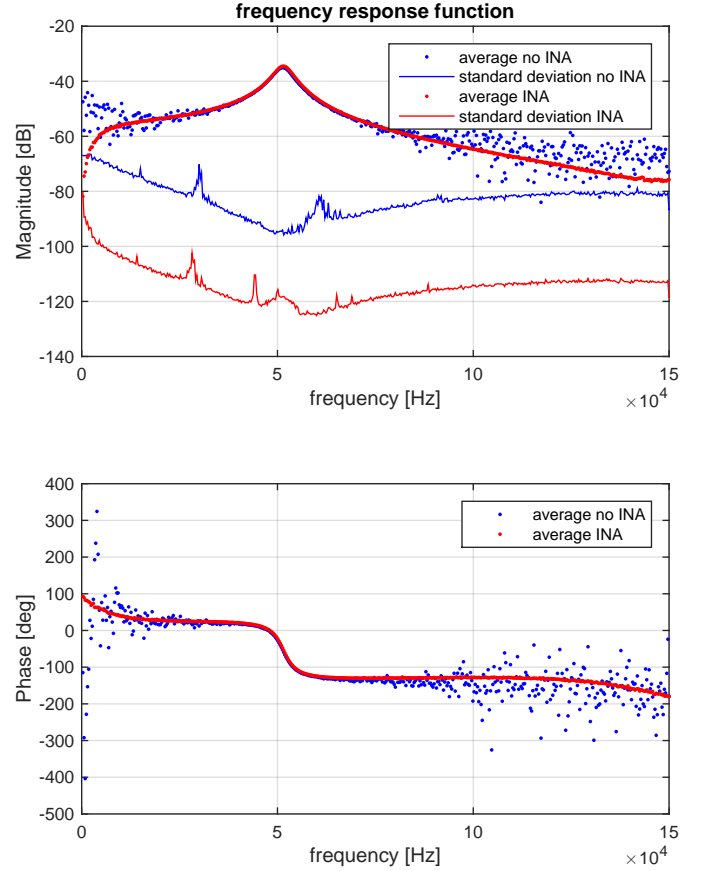 frequency response function
-20
-40
-60
-80
-100
-120
-140
Magnitude [dB]
average no INA
standard deviation no INA
average INA
standard deviation INA
0
5
10
15
frequency [Hz]
×10⁴
400
300
200
100
0
-100
-200
-300
-400
-500
Phase [deg]
average no INA
average INA
0
5
10
15
frequency [Hz]
×10⁴